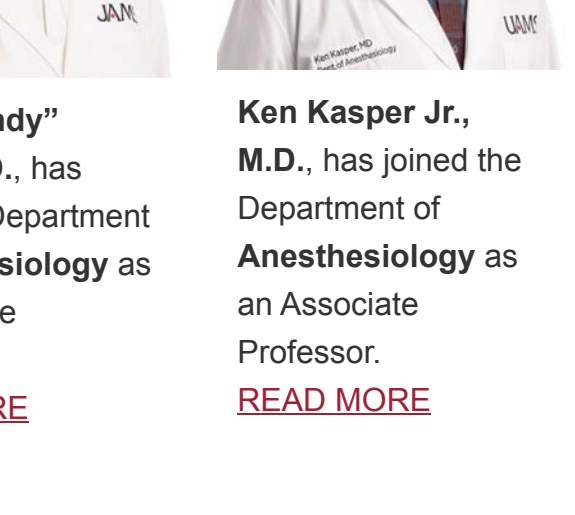 UAMS
Ken Kasper, MD
Dept. of Anesthesiology
ndy”
., has
Department
siology as
e
RE
Ken Kasper Jr.,
M.D., has joined the
Department of
Anesthesiology as
an Associate
Professor.
READ MORE